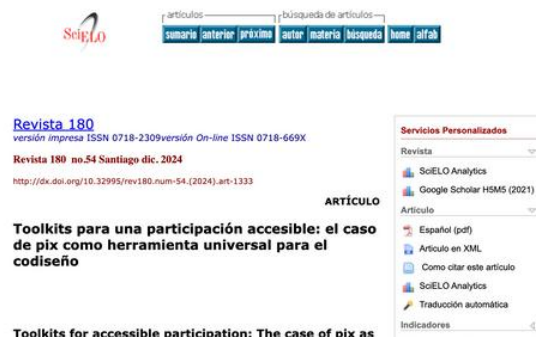 SciELO
artículos
búsqueda de artículos
sumario anterior próximo autor materia búsqueda home alfab
Revista 180
versión impresa ISSN 0718-2309versión On-line ISSN 0718-669X
Revista 180 no.54 Santiago dic. 2024
http://dx.doi.org/10.32995/rev180.num-54.(2024).art-1333
ARTÍCULO
Toolkits para una participación accesible: el caso
de pix como herramienta universal para el
codiseño
Toolkits for accessible participation: The case of pix as
Servicios Personalizados
Revista
SciELO Analytics
Google Scholar H5M5 (2021)
Articulo
Español (pdf)
Articulo en XML
Como citar este artículo
SciELO Analytics
Traducción automática
Indicadores